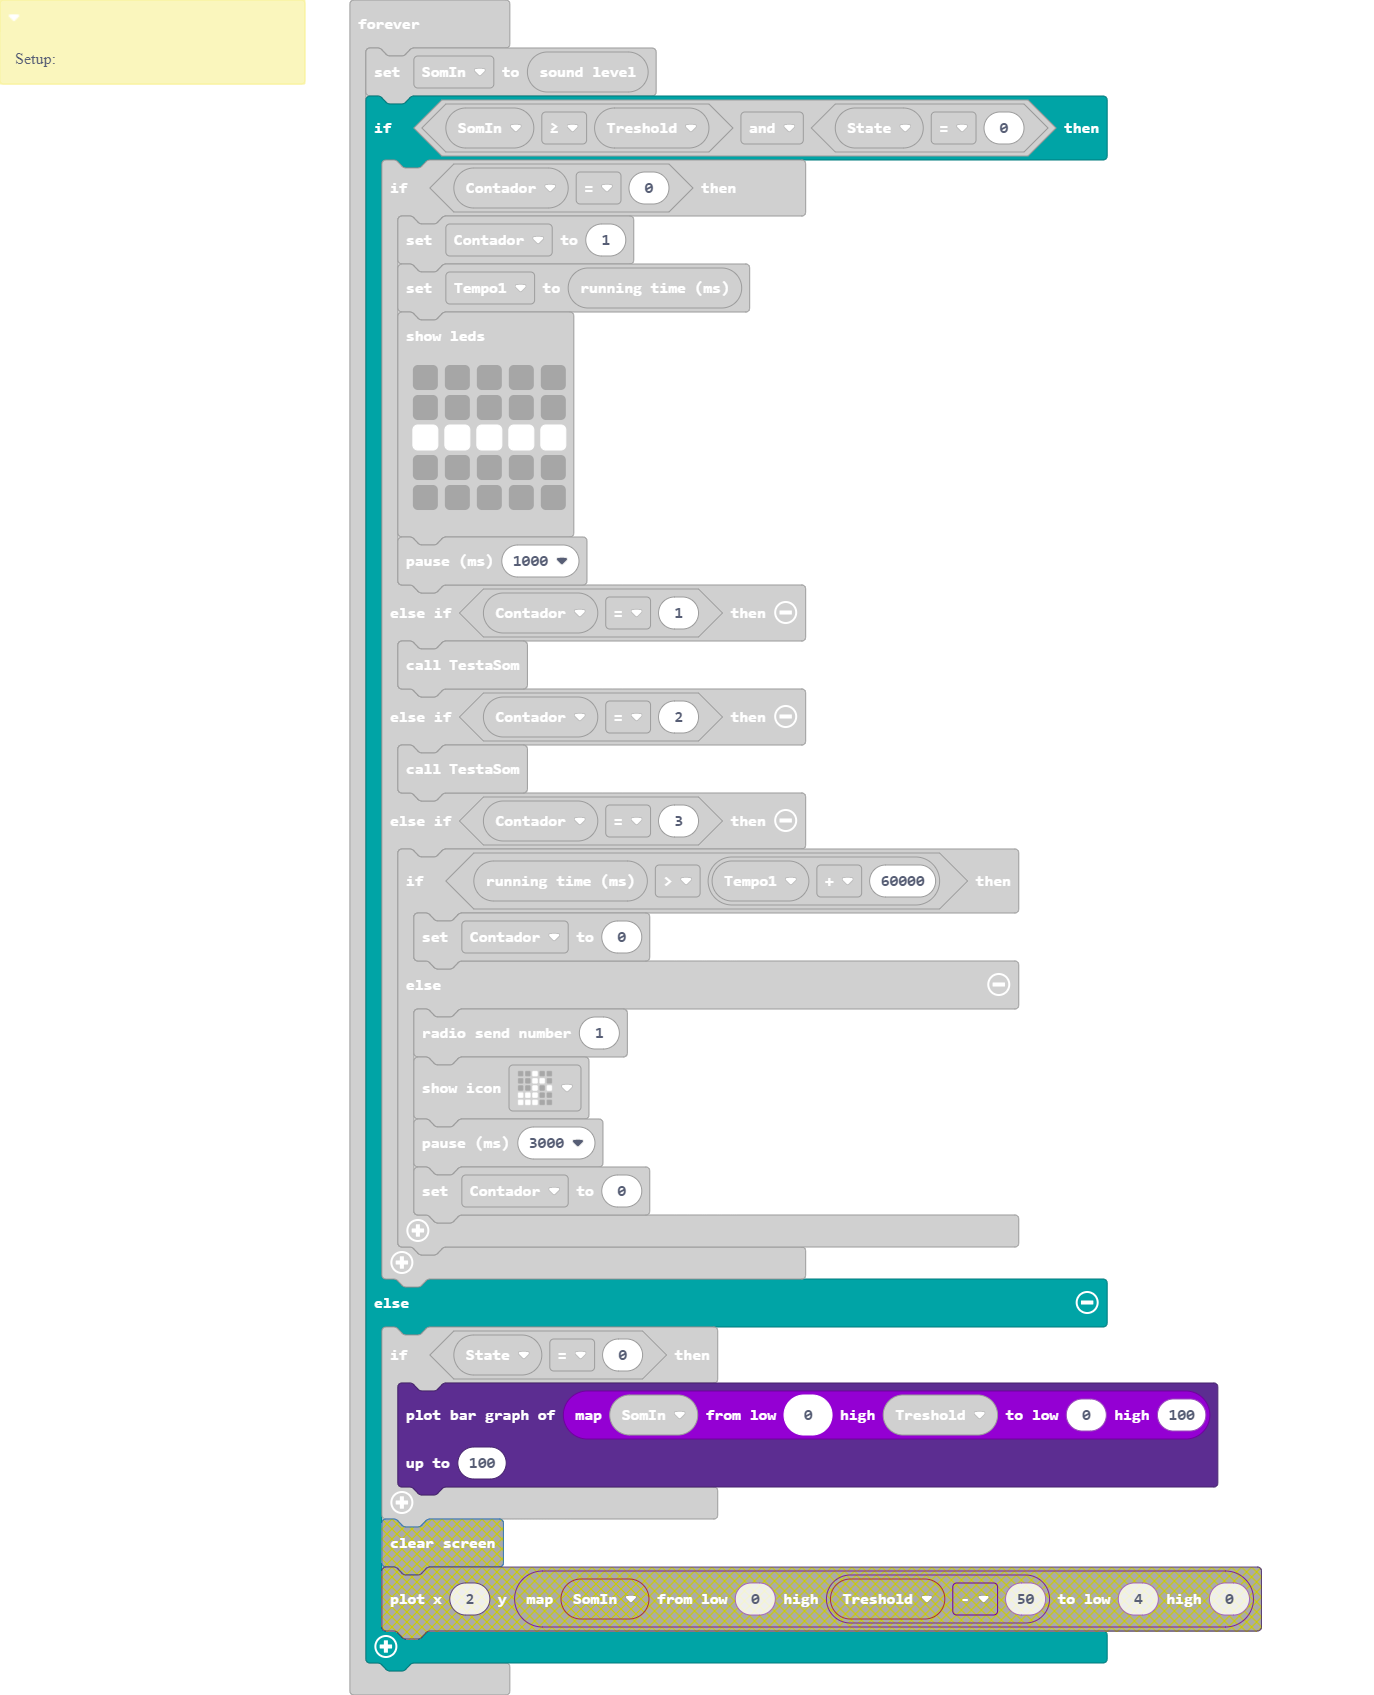 Setup:
forever
set SomIn to sound level
if SomIn ≥ Treshold and State = 0 then
if Contador = 0 then
set Contador to 1
set Tempo1 to running time (ms)
show leds
pause (ms) 1000
else if Contador = 1 then
call TestaSom
else if Contador = 2 then
call TestaSom
else if Contador = 3 then
if running time (ms) > Tempo1 + 60000 then
set Contador to 0
else
radio send number 1
show icon
pause (ms) 3000
set Contador to 0
else
if State = 0 then
plot bar graph of map SomIn from low 0 high Treshold to low 0 high 100
up to 100
clear screen
plot x 2 y map SomIn from low 0 high Treshold - 50 to low 4 high 0